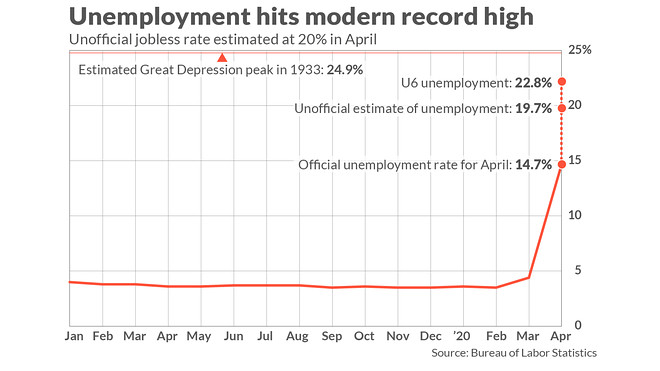 Unemployment hits modern record high
Unofficial jobless rate estimated at 20% in April
25%
Estimated Great Depression peak in 1933: 24.9%
U6 unemployment: 22.8%
Unofficial estimate of unemployment: 19.7%
20
Official unemployment rate for April: 14.7%
15
10
5
0
Jan Feb Mar Apr May Jun Jul Aug Sep Oct Nov Dec '20 Feb Mar Apr
Source: Bureau of Labor Statistics